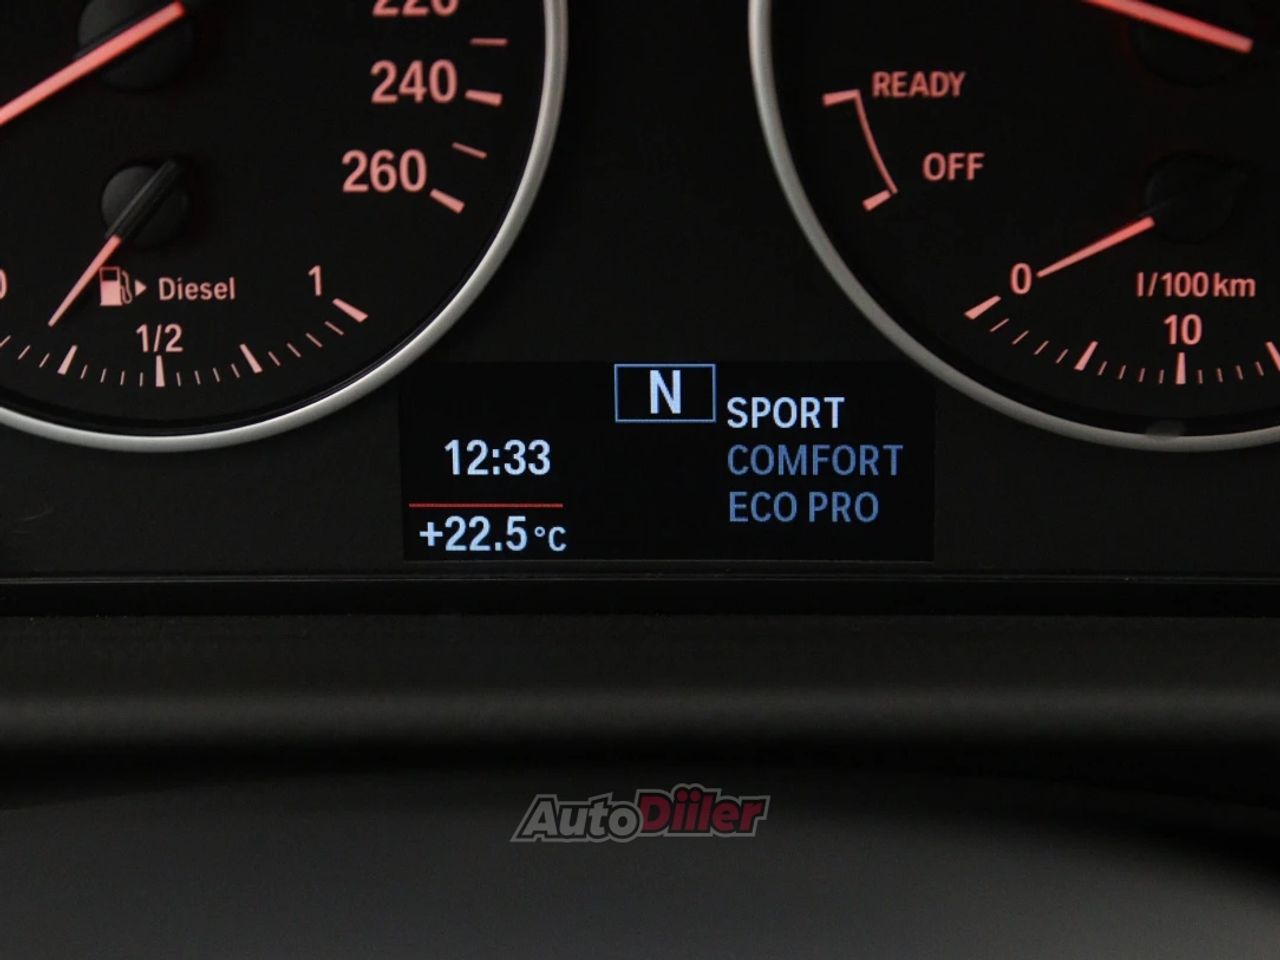 220
240
260
0
Diesel
1
1/2
READY
OFF
0
l/100km
10
N
SPORT
12:33
COMFORT
ECO PRO
+22.5°C
AutoDiiler